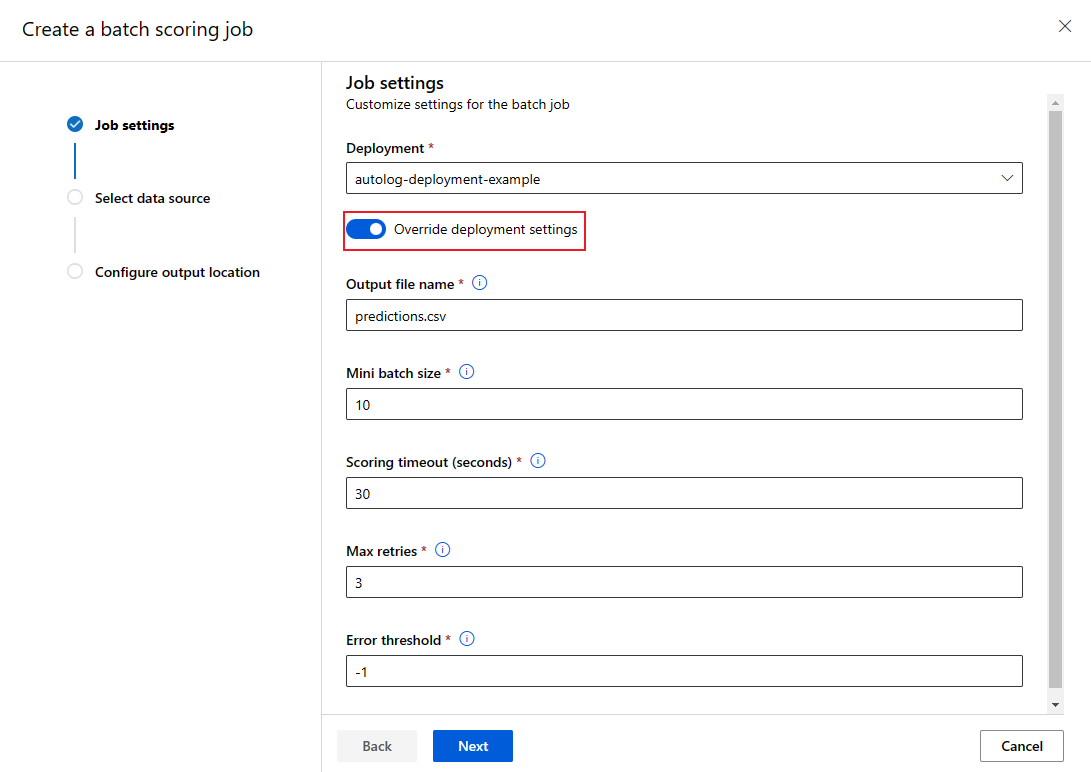 Create a batch scoring job
Job settings
Select data source
Configure output location
Job settings
Customize settings for the batch job
Deployment *
autolog-deployment-example
Override deployment settings
Output file name *
predictions.csv
Mini batch size *
10
Scoring timeout (seconds) *
30
Max retries *
3
Error threshold *
-1
Back
Next
Cancel